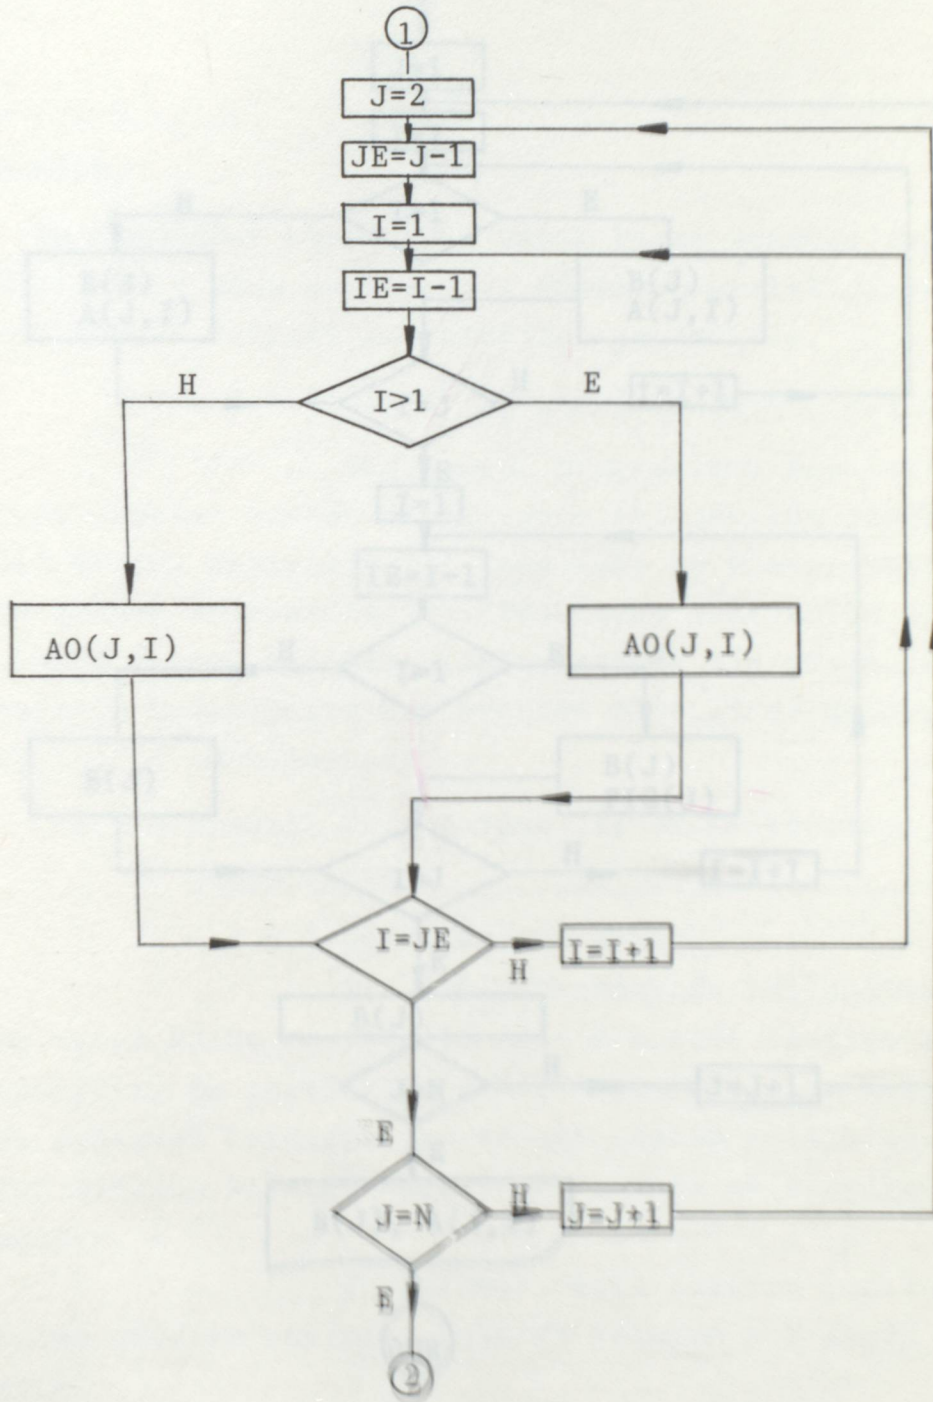 1
J=2
JE=J-1
I=1
IE=I-1
H
I>1
E
AO(J,I)
AO(J,I)
I=JE
H
I=I+1
E
J=N
H
J=J+1
E
2